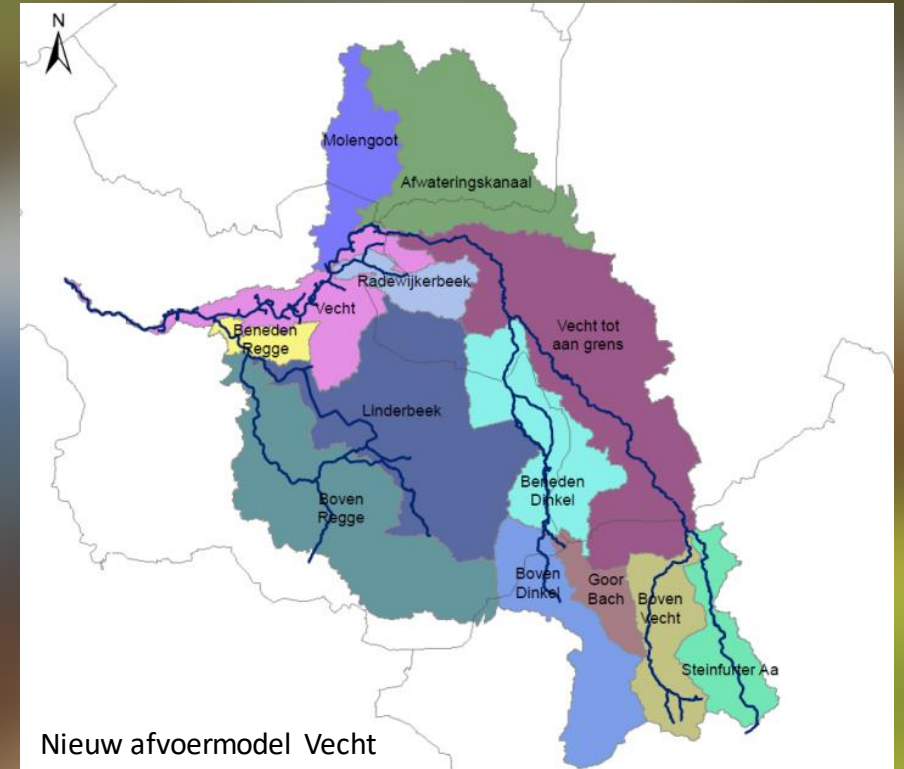 N
Molengoot
Afwateringskanaal
Radewijkerbeek
Vecht
Vecht tot
aan grens
Beneden
Regge
Linderbeek
Beneden
Dinkel
Boven
Regge
Boven
Dinkel
Goor
Bach
Boven
Vecht
Steinfurter Aa
Nieuw afvoermodel Vecht